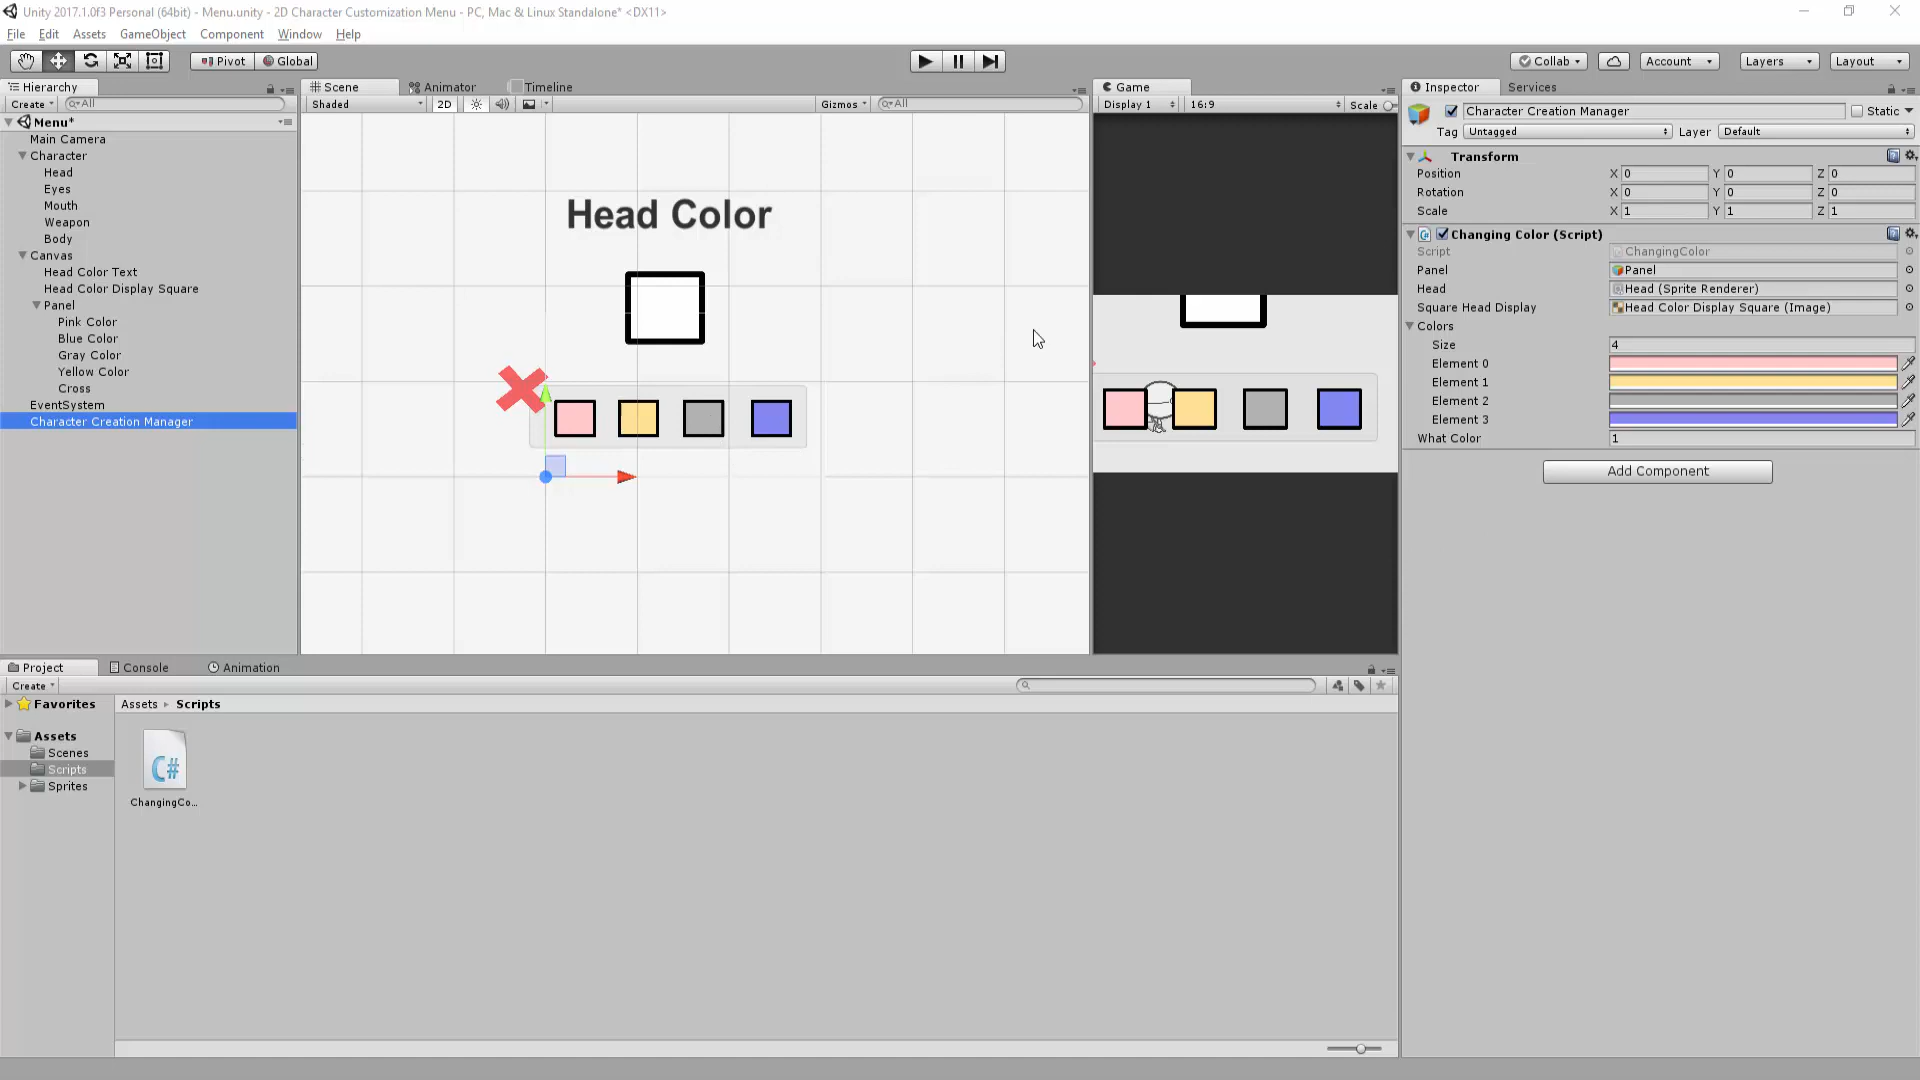 Unity 2017.1.0f3 Personal (64bit) - Menu.unity - 2D Character Customization Menu - PC, Mac & Linux Standalone* <DX11>
File Edit Assets GameObject Component Window Help
Pivot Global Collab Account Layers Layout
Hierarchy
Create All
Menu*
Main Camera
Character
Head
Eyes
Mouth
Weapon
Body
Canvas
Head Color Text
Head Color Display Square
Panel
Pink Color
Blue Color
Gray Color
Yellow Color
Cross
EventSystem
Character Creation Manager
Scene Animator Timeline
Shaded 2D Gizmos All
Head Color
Game
Display 1 16:9 Scale
Inspector Services
Character Creation Manager Static
Tag Untagged Layer Default
Transform
Position X 0 Y 0 Z 0
Rotation X 0 Y 0 Z 0
Scale X 1 Y 1 Z 1
Changing Color (Script)
Script ChangingColor
Panel Panel
Head Head (Sprite Renderer)
Square Head Display Head Color Display Square (Image)
Colors
Size 4
Element 0
Element 1
Element 2
Element 3
What Color 1
Add Component
Project Console Animation
Create
Favorites
Assets
Scenes
Scripts
Sprites
Assets Scripts
C#
ChangingCo...